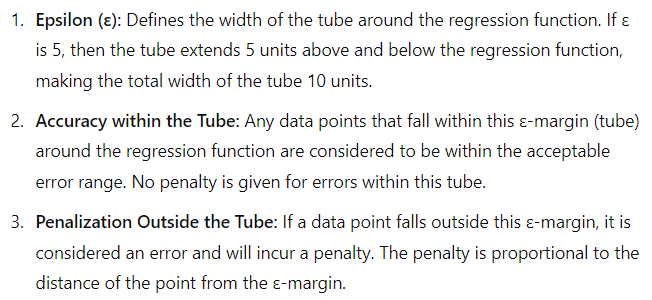 1. Epsilon (ε): Defines the width of the tube around the regression function. If ε
is 5, then the tube extends 5 units above and below the regression function,
making the total width of the tube 10 units.
2. Accuracy within the Tube: Any data points that fall within this ε-margin (tube)
around the regression function are considered to be within the acceptable
error range. No penalty is given for errors within this tube.
3. Penalization Outside the Tube: If a data point falls outside this ε-margin, it is
considered an error and will incur a penalty. The penalty is proportional to the
distance of the point from the ε-margin.